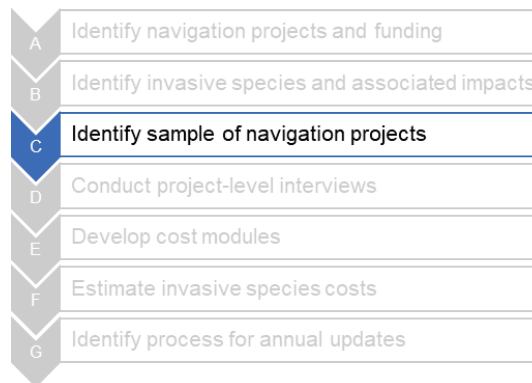 A Identify navigation projects and funding
B Identify invasive species and associated impacts
C Identify sample of navigation projects
D Conduct project-level interviews
E Develop cost modules
F Estimate invasive species costs
G Identify process for annual updates